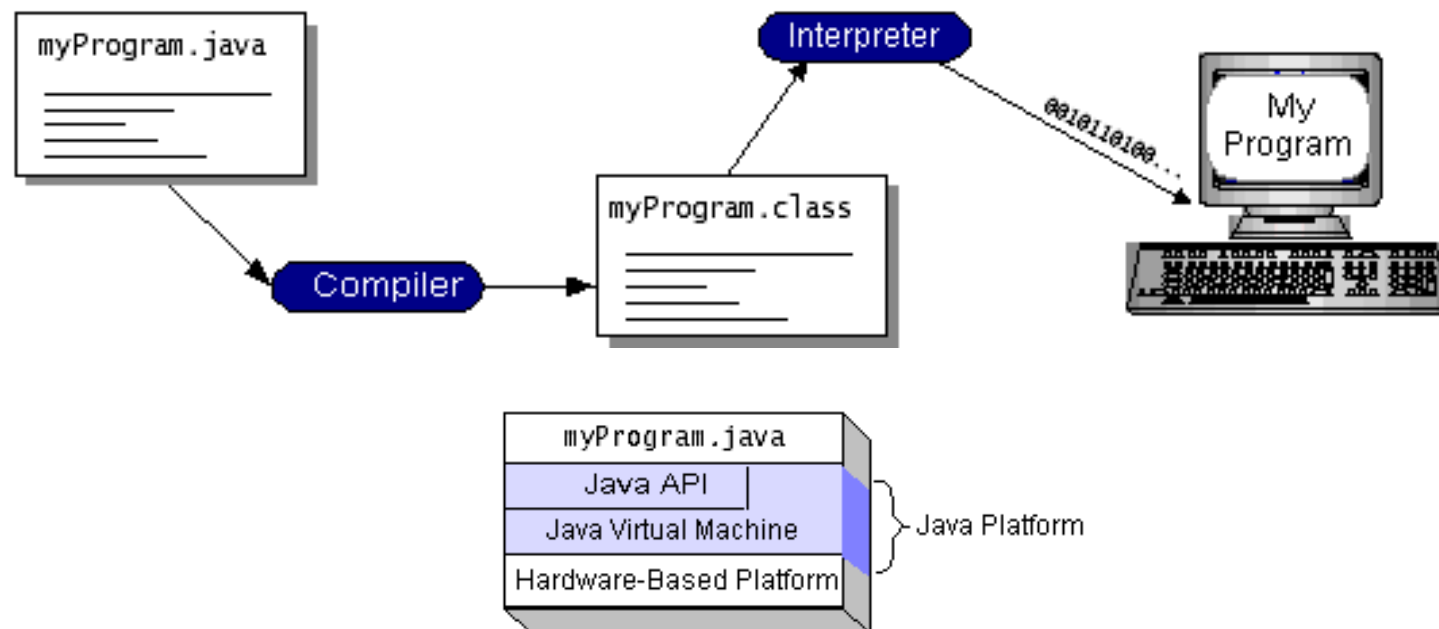 myProgram.java
Compiler
myProgram.class
Interpreter
0010110100...
My
Program
myProgram.java
Java API
Java Virtual Machine
Hardware-Based Platform
Java Platform